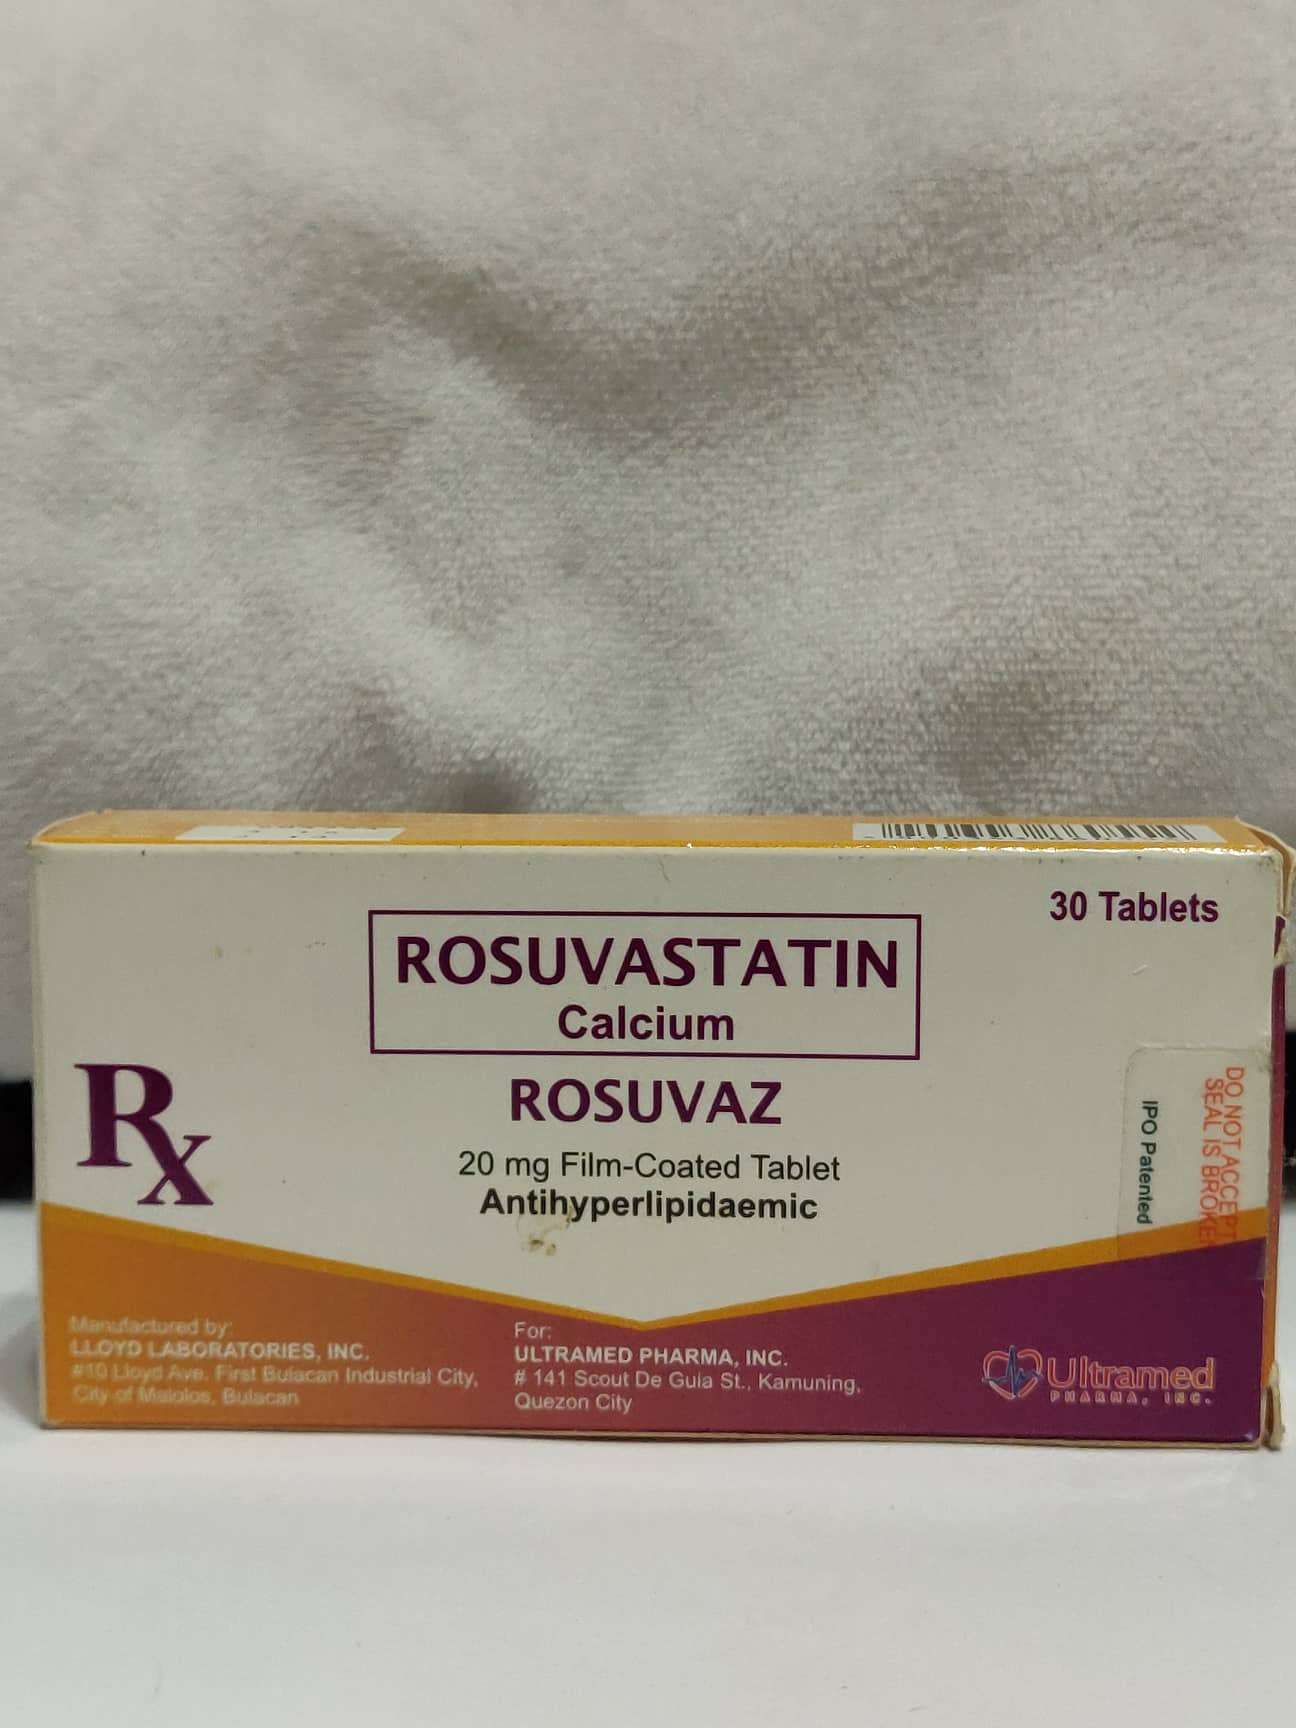 30 Tablets
ROSUVASTATIN
Calcium
ROSUVAZ
20 mg Film-Coated Tablet
Antihyperlipidaemic
Rx
DO NOT ACCEPT
SEAL IS BROKE
IPO Patented
Manufactured by:
LLOYD LABORATORIES, INC.
#10 Lloyd Ave. First Bulacan Industrial City,
City of Malolos, Bulacan
For:
ULTRAMED PHARMA, INC.
# 141 Scout De Guia St., Kamuning,
Quezon City
Ultramed
PHARMA, INC.